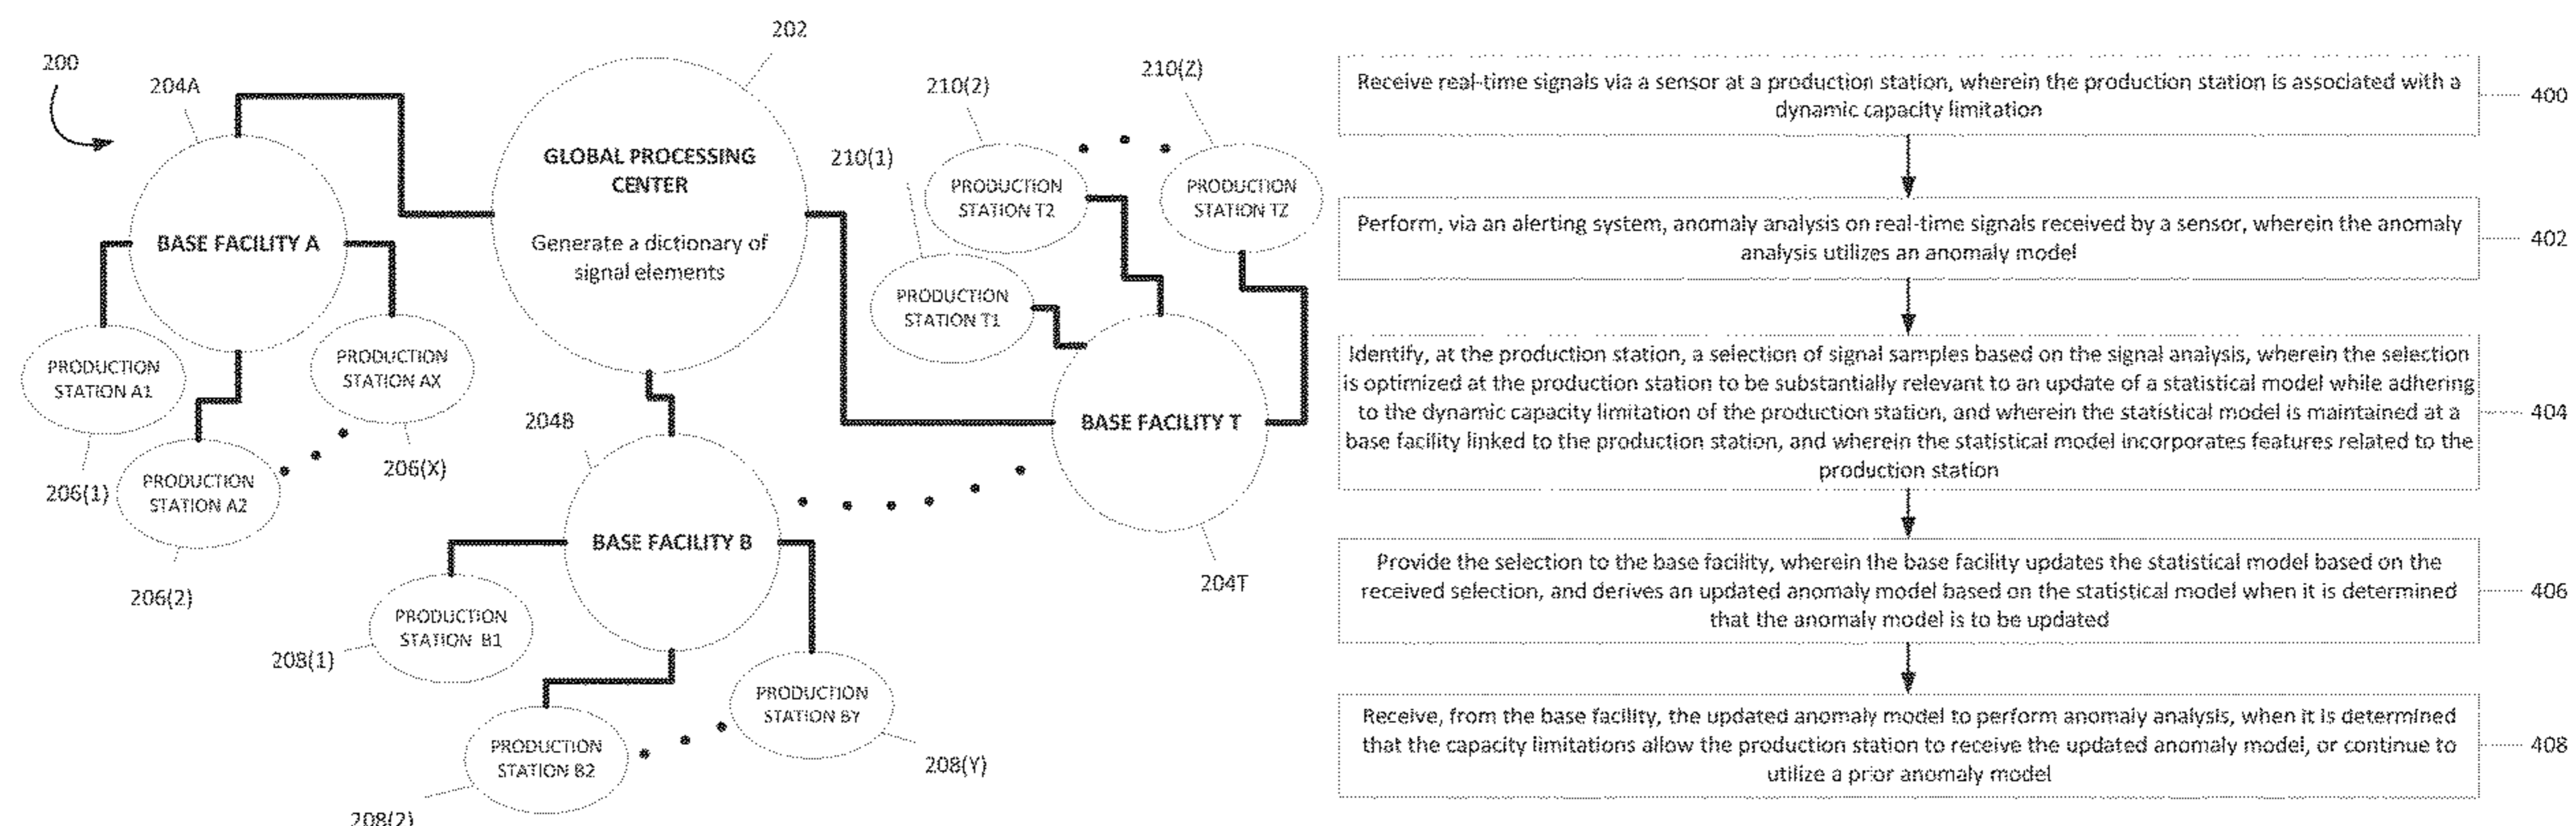 200
202
204A
GLOBAL PROCESSING
CENTER
Generate a dictionary of
signal elements
BASE FACILITY A
PRODUCTION
STATION A1
206(1)
PRODUCTION
STATION A2
206(2)
PRODUCTION
STATION AX
206(X)
204B
BASE FACILITY B
PRODUCTION
STATION B1
208(1)
PRODUCTION
STATION B2
208(2)
PRODUCTION
STATION BY
208(Y)
210(1)
210(2)
210(Z)
PRODUCTION
STATION T1
PRODUCTION
STATION T2
PRODUCTION
STATION TZ
BASE FACILITY T
204T
Receive real-time signals via a sensor at a production station, wherein the production station is associated with a
dynamic capacity limitation
400
Perform, via an alerting system, anomaly analysis on real-time signals received by a sensor, wherein the anomaly
analysis utilizes an anomaly model
402
Identify, at the production station, a selection of signal samples based on the signal analysis, wherein the selection
is optimized at the production station to be substantially relevant to an update of a statistical model while adhering
to the dynamic capacity limitation of the production station, and wherein the statistical model is maintained at a
base facility linked to the production station, and wherein the statistical model incorporates features related to the
production station
404
Provide the selection to the base facility, wherein the base facility updates the statistical model based on the
received selection, and derives an updated anomaly model based on the statistical model when it is determined
that the anomaly model is to be updated
406
Receive, from the base facility, the updated anomaly model to perform anomaly analysis, when it is determined
that the capacity limitations allow the production station to receive the updated anomaly model, or continue to
utilize a prior anomaly model
408